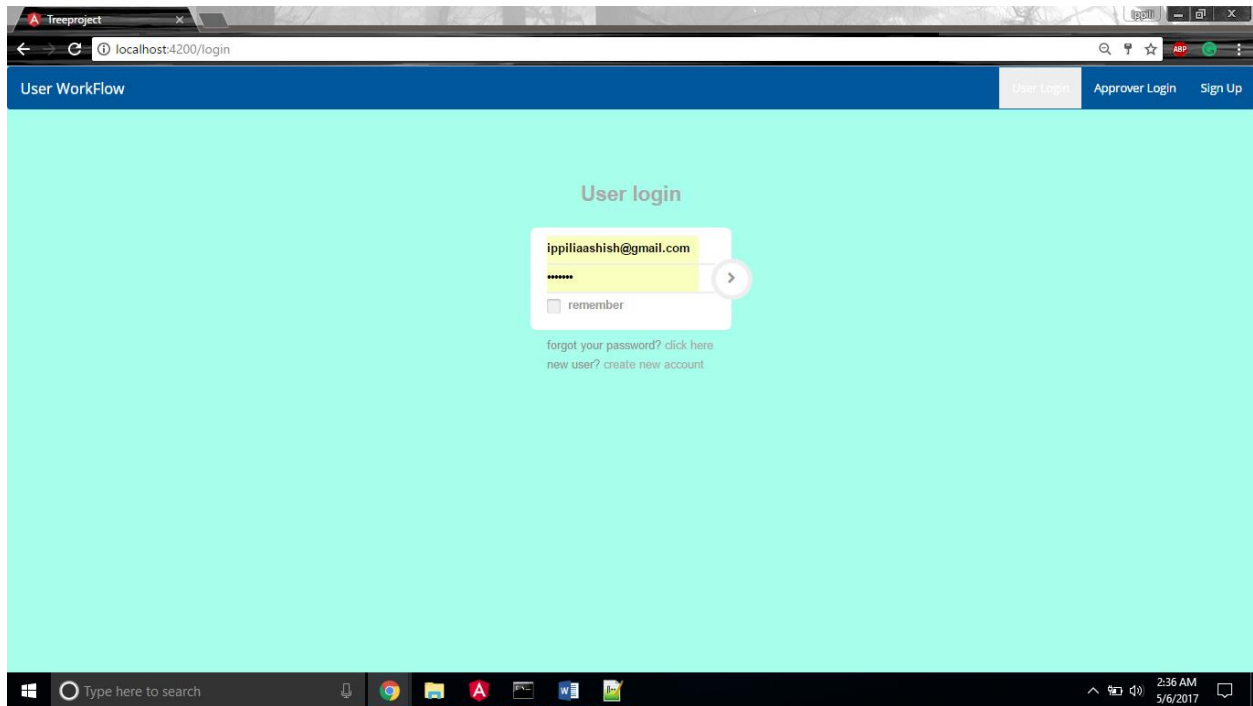 Treeproject
Ippili
localhost:4200/login
ABP
User WorkFlow
User Login
Approver Login
Sign Up
User login
ippiliaashish@gmail.com
•••••••
remember
forgot your password? click here
new user? create new account
Type here to search
2:36 AM
5/6/2017